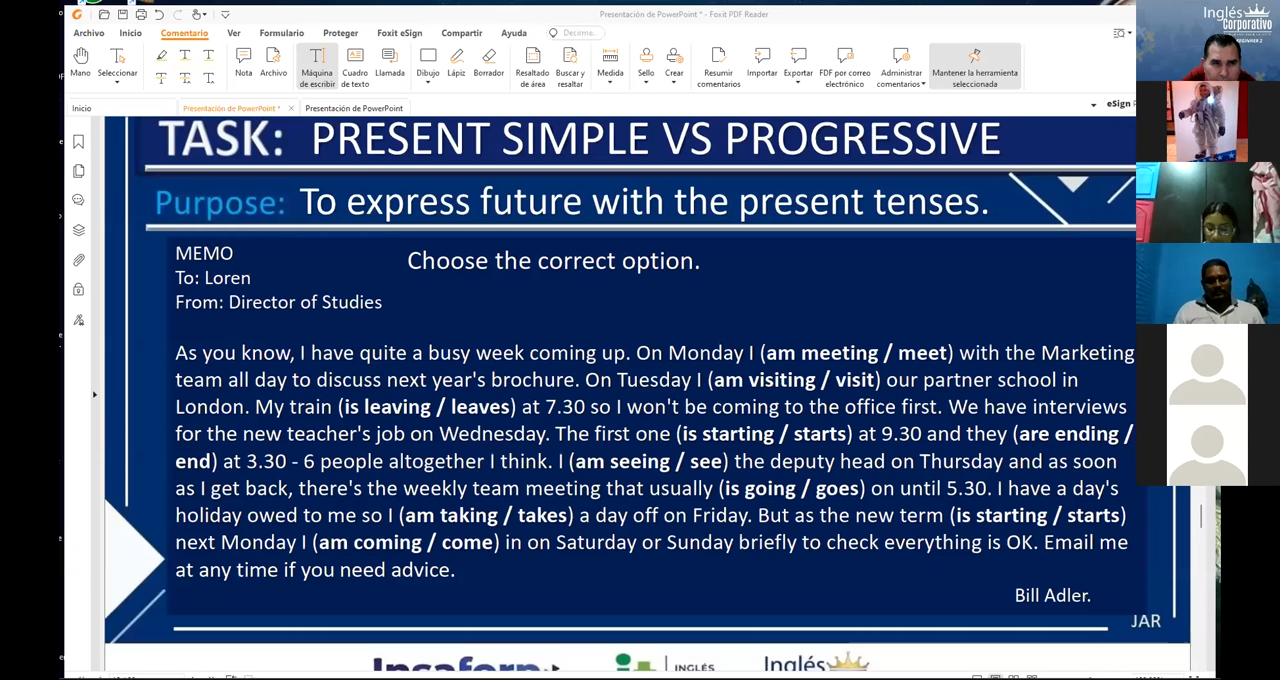 Presentación de PowerPoint * - Foxit PDF Reader
Archivo Inicio Comentario Ver Formulario Proteger Foxit eSign Compartir Ayuda Decirme...
Mano Seleccionar Nota Archivo Máquina de escribir Cuadro de texto Llamada Dibujo Lápiz Borrador Resaltado de área Buscar y resaltar Medida Sello Crear Resumir comentarios Importar Exportar FDF por correo electrónico Administrar comentarios Mantener la herramienta seleccionada
Inicio Presentación de PowerPoint * Presentación de PowerPoint eSign
TASK: PRESENT SIMPLE VS PROGRESSIVE
Purpose: To express future with the present tenses.
MEMO
Choose the correct option.
To: Loren
From: Director of Studies
As you know, I have quite a busy week coming up. On Monday I (am meeting / meet) with the Marketing
team all day to discuss next year's brochure. On Tuesday I (am visiting / visit) our partner school in
London. My train (is leaving / leaves) at 7.30 so I won't be coming to the office first. We have interviews
for the new teacher's job on Wednesday. The first one (is starting / starts) at 9.30 and they (are ending /
end) at 3.30 - 6 people altogether I think. I (am seeing / see) the deputy head on Thursday and as soon
as I get back, there's the weekly team meeting that usually (is going / goes) on until 5.30. I have a day's
holiday owed to me so I (am taking / takes) a day off on Friday. But as the new term (is starting / starts)
next Monday I (am coming / come) in on Saturday or Sunday briefly to check everything is OK. Email me
at any time if you need advice.
Bill Adler.
JAR
Insaforp
INGLÉS
Inglés
Inglés
Corporativo